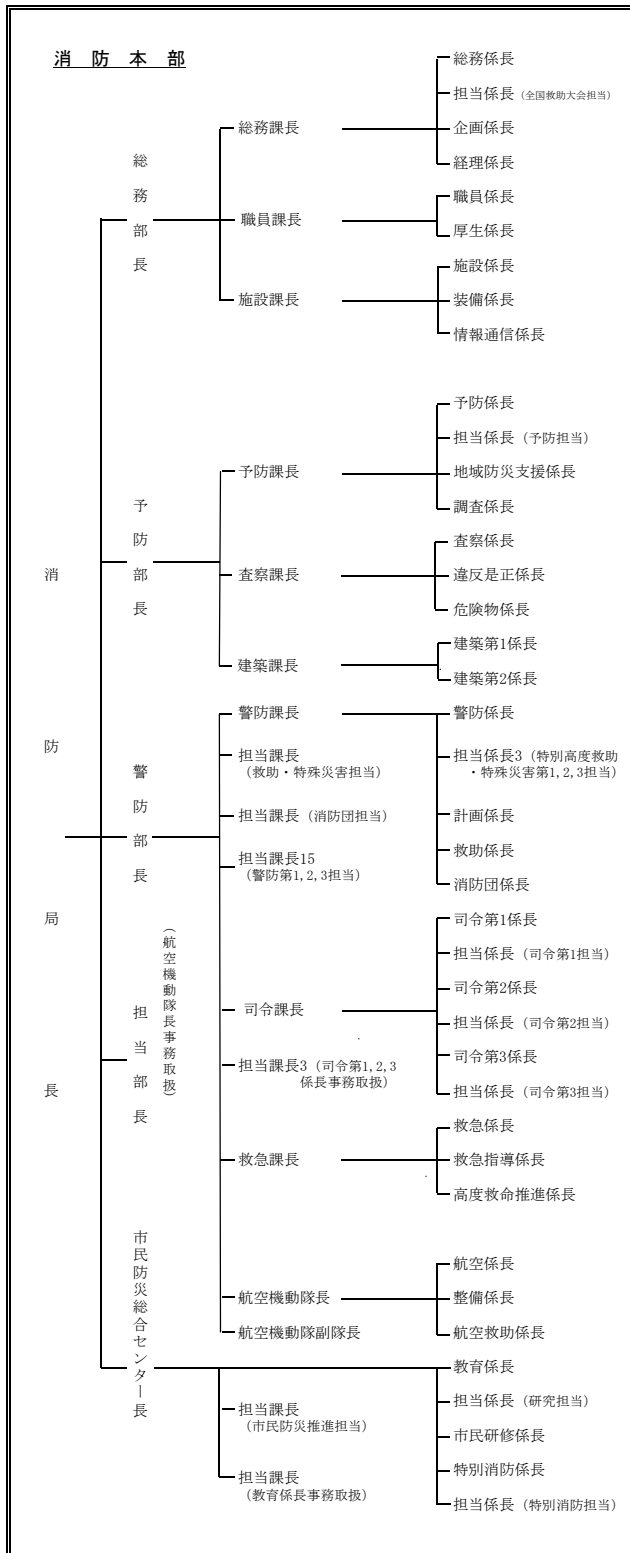 消防本部
消防局長
総務部長
総務課長
総務係長
担当係長(全国救助大会担当)
企画係長
経理係長
職員課長
職員係長
厚生係長
施設課長
施設係長
装備係長
情報通信係長
予防部長
予防課長
予防係長
担当係長(予防担当)
地域防災支援係長
調査係長
査察課長
査察係長
違反是正係長
危険物係長
建築課長
建築第1係長
建築第2係長
警防部長
警防課長
担当課長
(救助・特殊災害担当)
担当課長(消防団担当)
担当課長15
(警防第1,2,3担当)
警防係長
担当係長3(特別高度救助
・特殊災害第1,2,3担当)
計画係長
救助係長
消防団係長
担当部長
(航空機動隊長事務取扱)
司令課長
担当課長3(司令第1,2,3
係長事務取扱)
司令第1係長
担当係長(司令第1担当)
司令第2係長
担当係長(司令第2担当)
司令第3係長
担当係長(司令第3担当)
救急課長
救急係長
救急指導係長
高度救命推進係長
航空機動隊長
航空機動隊副隊長
航空係長
整備係長
航空救助係長
市民防災総合センター長
担当課長
(市民防災推進担当)
担当課長
(教育係長事務取扱)
教育係長
担当係長(研究担当)
市民研修係長
特別消防係長
担当係長(特別消防担当)